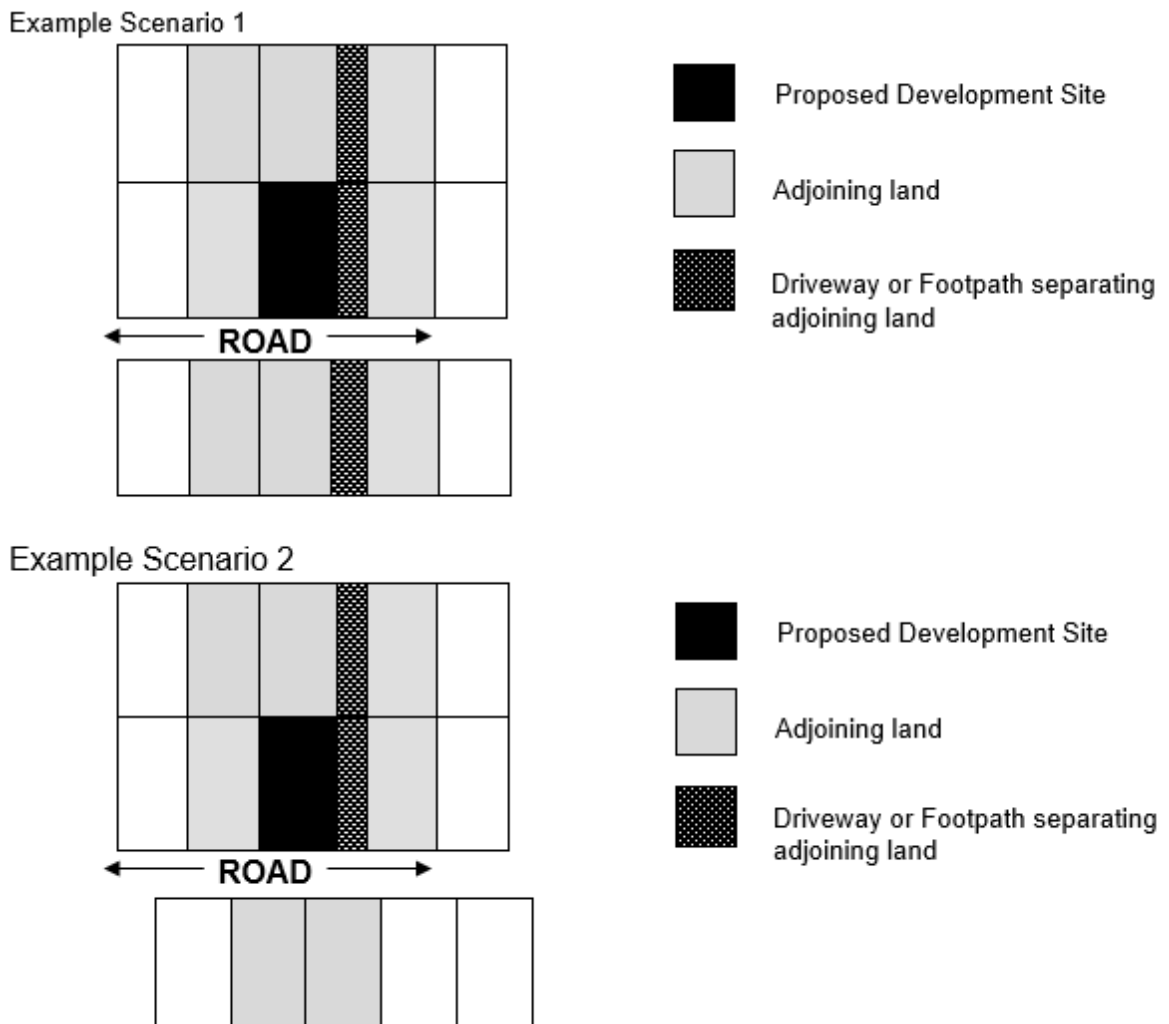 Example Scenario 1
Proposed Development Site
Adjoining land
Driveway or Footpath separating
adjoining land
ROAD
Example Scenario 2
Proposed Development Site
Adjoining land
Driveway or Footpath separating
adjoining land
ROAD